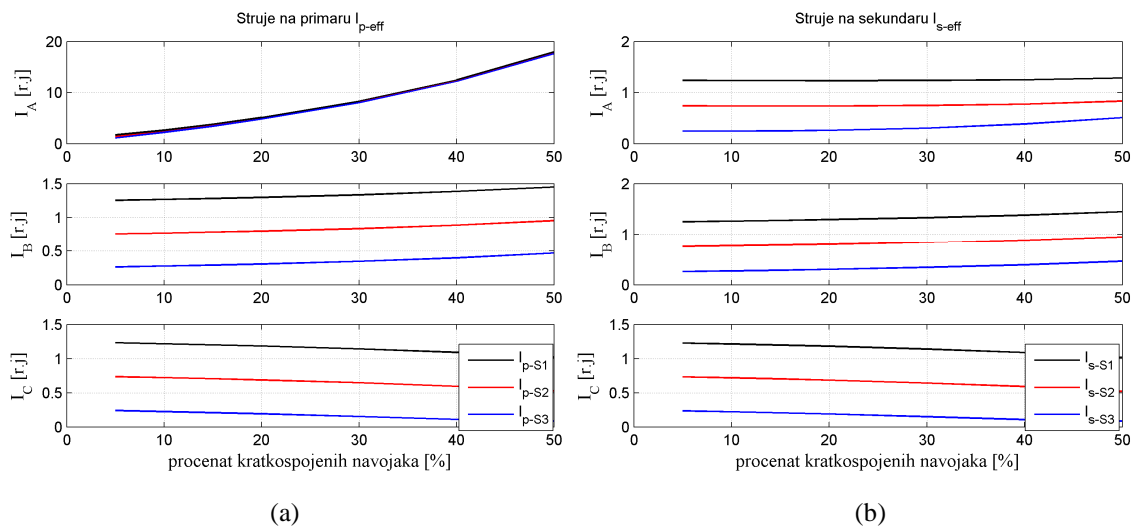 Struje na primaru I_p-eff
I_A [r.j]
20
10
0
0 10 20 30 40 50
I_B [r.j]
1.5
1
0.5
0
0 10 20 30 40 50
I_C [r.j]
1.5
1
0.5
0
0 10 20 30 40 50
I_p-S1
I_p-S2
I_p-S3
procenat kratkospojenih navojaka [%]
(a)
Struje na sekundaru I_s-eff
I_A [r.j]
2
1
0
0 10 20 30 40 50
I_B [r.j]
2
1
0
0 10 20 30 40 50
I_C [r.j]
1.5
1
0.5
0
0 10 20 30 40 50
I_s-S1
I_s-S2
I_s-S3
procenat kratkospojenih navojaka [%]
(b)